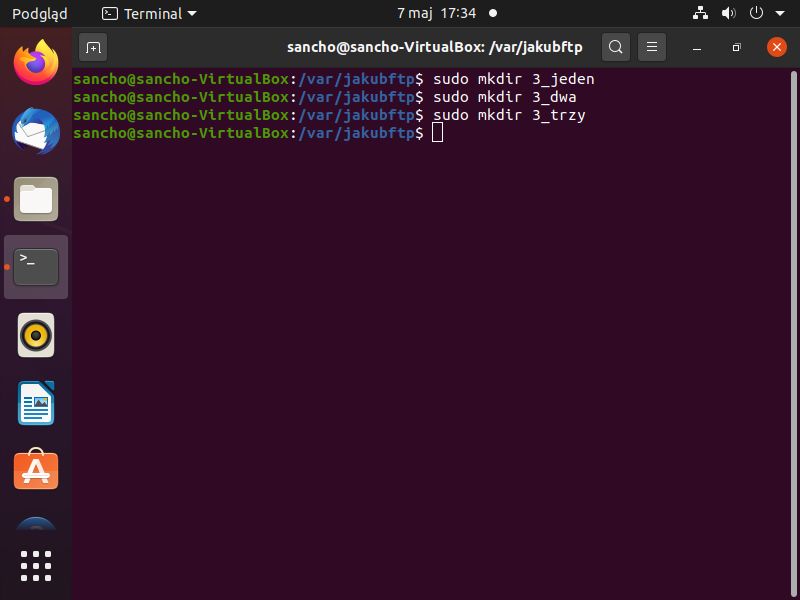 Podgląd
Terminal
7 maj 17:34
sancho@sancho-VirtualBox: /var/jakubftp
sancho@sancho-VirtualBox:/var/jakubftp$ sudo mkdir 3_jeden
sancho@sancho-VirtualBox:/var/jakubftp$ sudo mkdir 3_dwa
sancho@sancho-VirtualBox:/var/jakubftp$ sudo mkdir 3_trzy
sancho@sancho-VirtualBox:/var/jakubftp$